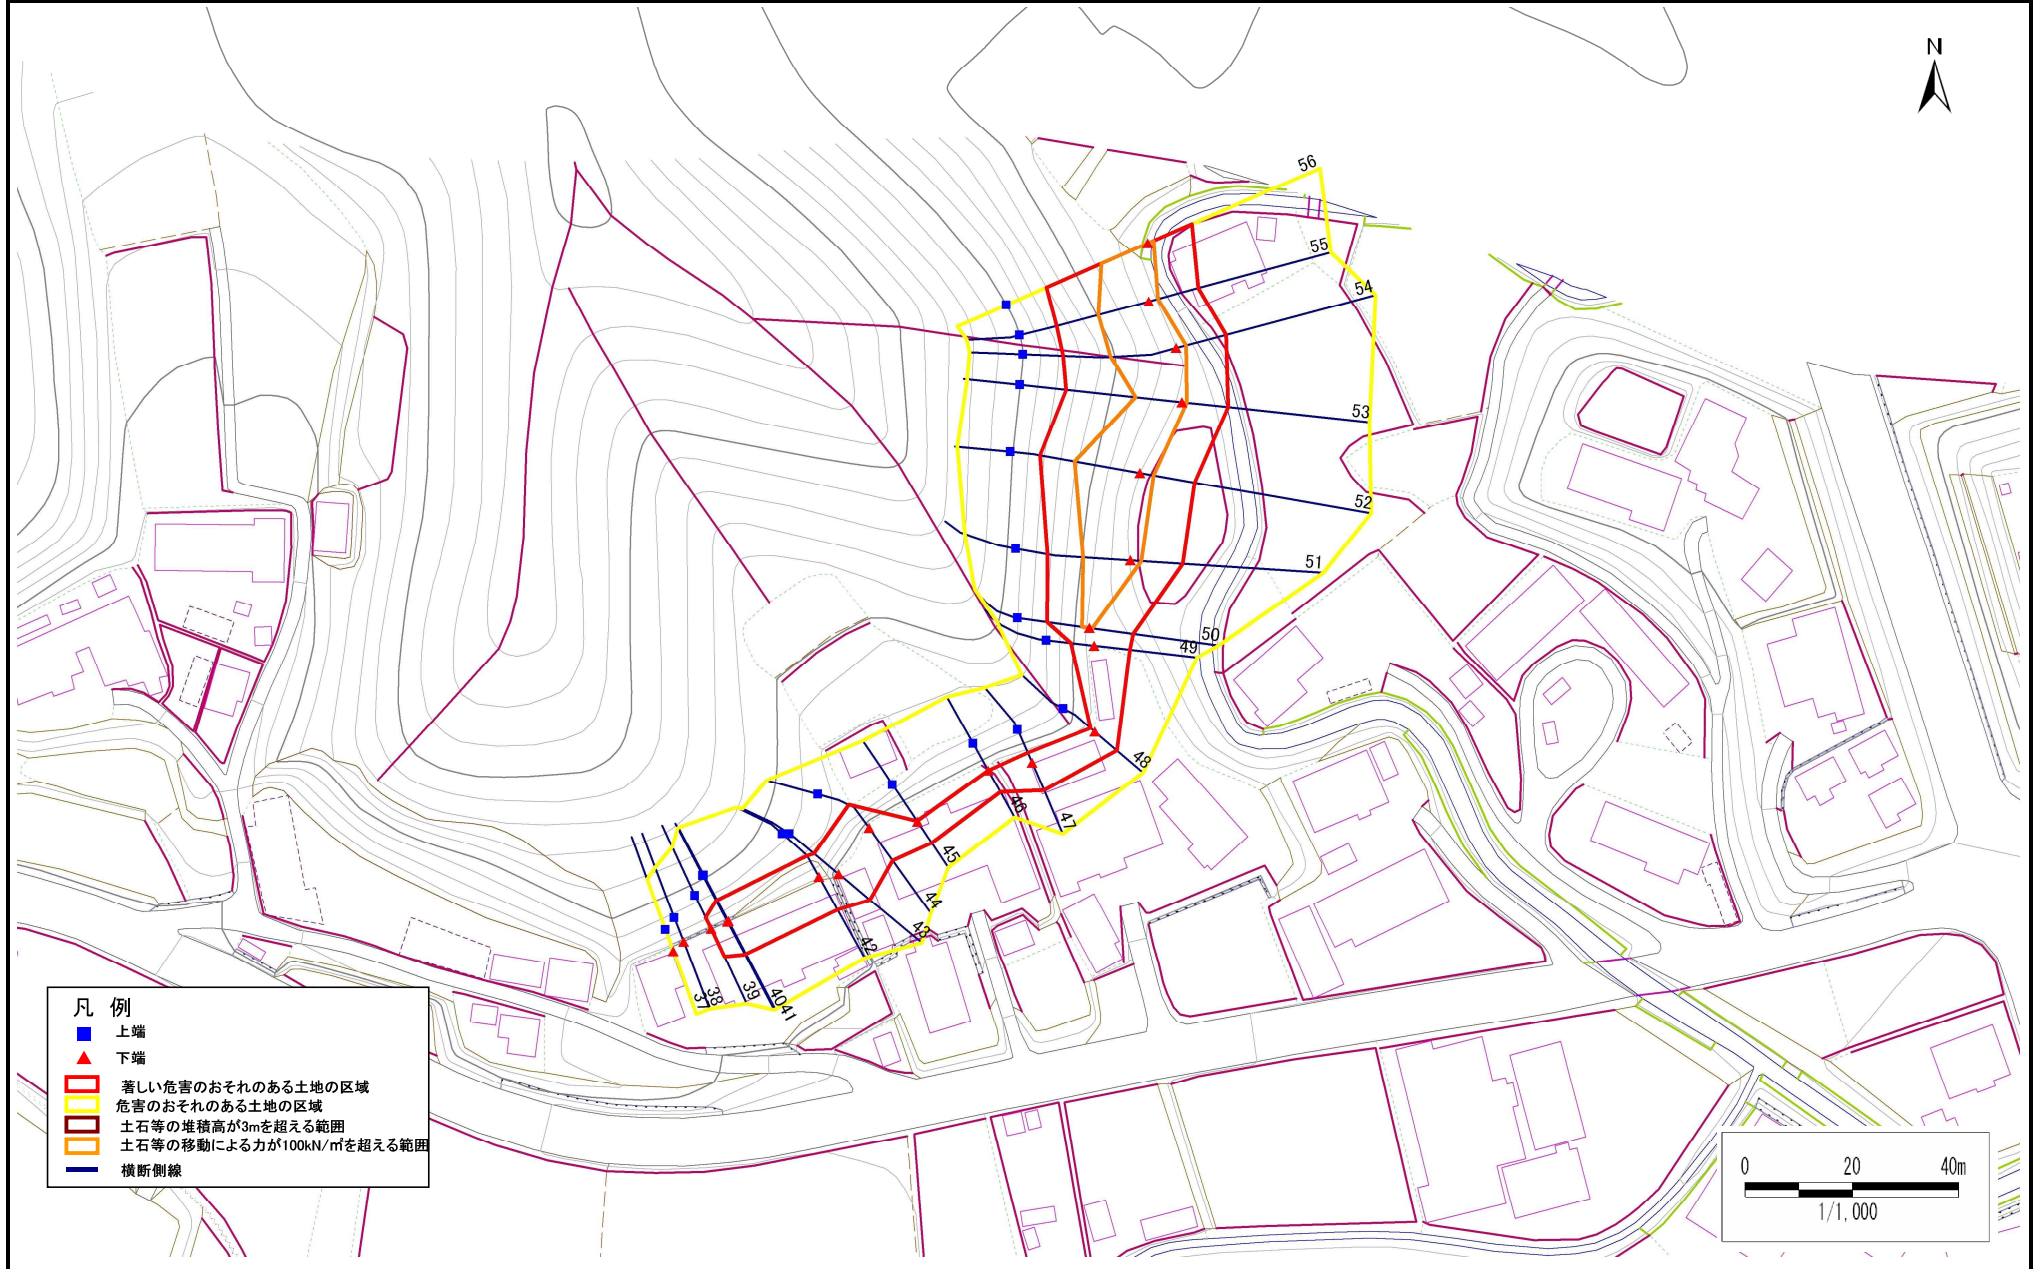 N
56
55
54
53
52
51
50
49
48
47
46
45
44
43
42
37
38
39
40
41
凡 例
上端
下端
著しい危害のおそれのある土地の区域
危害のおそれのある土地の区域
土石等の堆積高が3mを超える範囲
土石等の移動による力が100kN/㎡を超える範囲
横断側線
0 20 40m
1/1,000